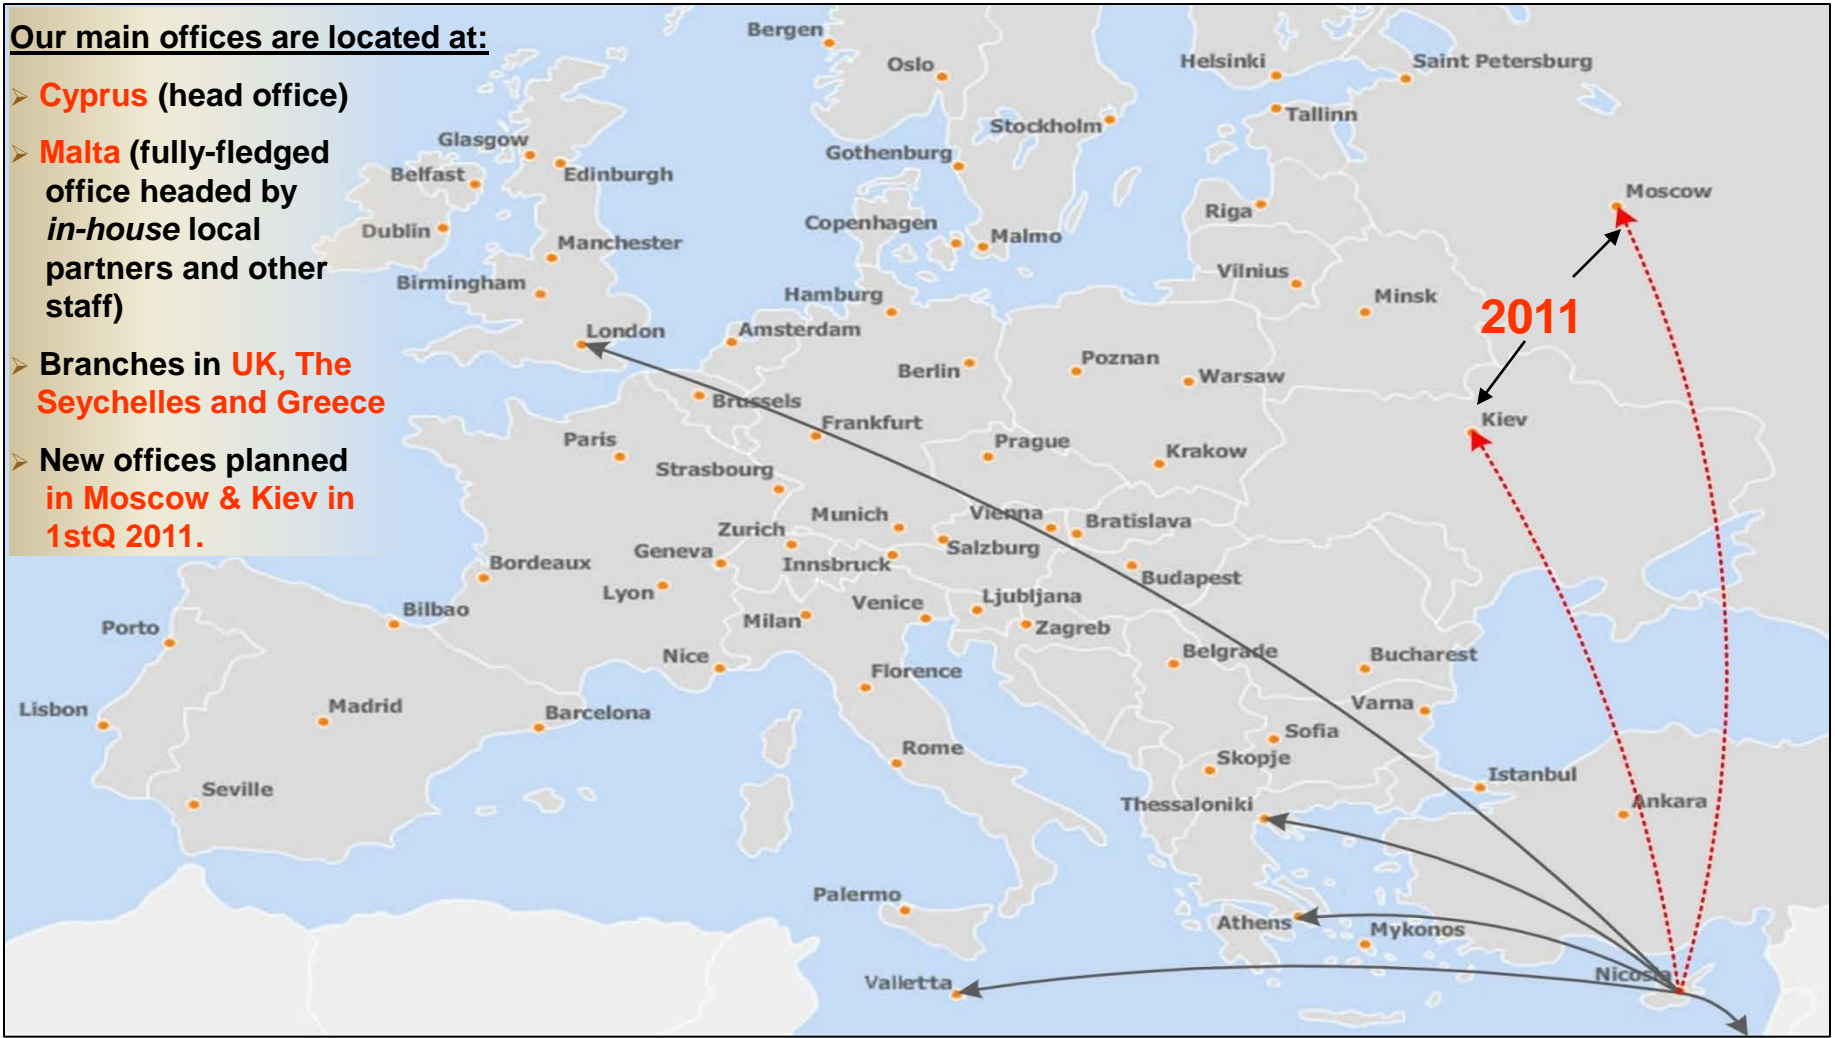 Our main offices are located at:
Cyprus (head office)
Malta (fully-fledged
office headed by
in-house local
partners and other
staff)
Branches in UK, The
Seychelles and Greece
New offices planned
in Moscow & Kiev in
1stQ 2011.
Bergen
Oslo
Helsinki
Saint Petersburg
Stockholm
Tallinn
Glasgow
Edinburgh
Gothenburg
Belfast
Moscow
Riga
Dublin
Copenhagen
Malmo
Manchester
Vilnius
Birmingham
Hamburg
Minsk
2011
London
Amsterdam
Berlin
Poznan
Warsaw
Brussels
Frankfurt
Kiev
Paris
Prague
Krakow
Strasbourg
Munich
Vienna
Bratislava
Zurich
Geneva
Salzburg
Innsbruck
Bordeaux
Lyon
Budapest
Ljubljana
Venice
Bilbao
Milan
Zagreb
Porto
Nice
Belgrade
Bucharest
Florence
Lisbon
Madrid
Barcelona
Varna
Sofia
Rome
Skopje
Istanbul
Seville
Thessaloniki
Ankara
Palermo
Athens
Mykonos
Valletta
Nicosia